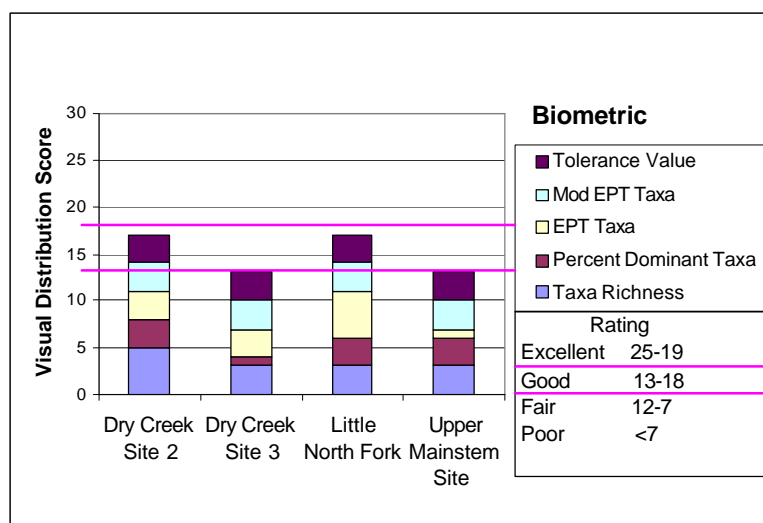 Visual Distribution Score
30
25
20
15
10
5
0
Dry Creek
Site 2
Dry Creek
Site 3
Little
North Fork
Upper
Mainstem
Site
Biometric
Tolerance Value
Mod EPT Taxa
EPT Taxa
Percent Dominant Taxa
Taxa Richness
Rating
Excellent 25-19
Good 13-18
Fair 12-7
Poor <7